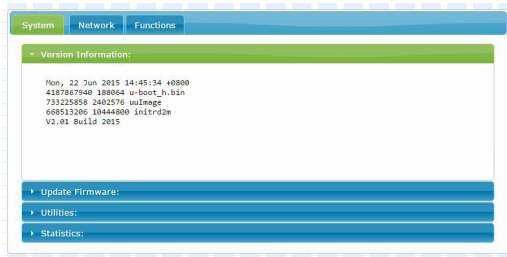 System Network Functions
Version Information:
Mon, 22 Jun 2015 14:45:34 +0800
4187867940 188064 u-boot_h.bin
733225858 2402576 uuImage
668513206 10444800 initrd2m
V2.01 Build 2015
Update Firmware:
Utilities:
Statistics: